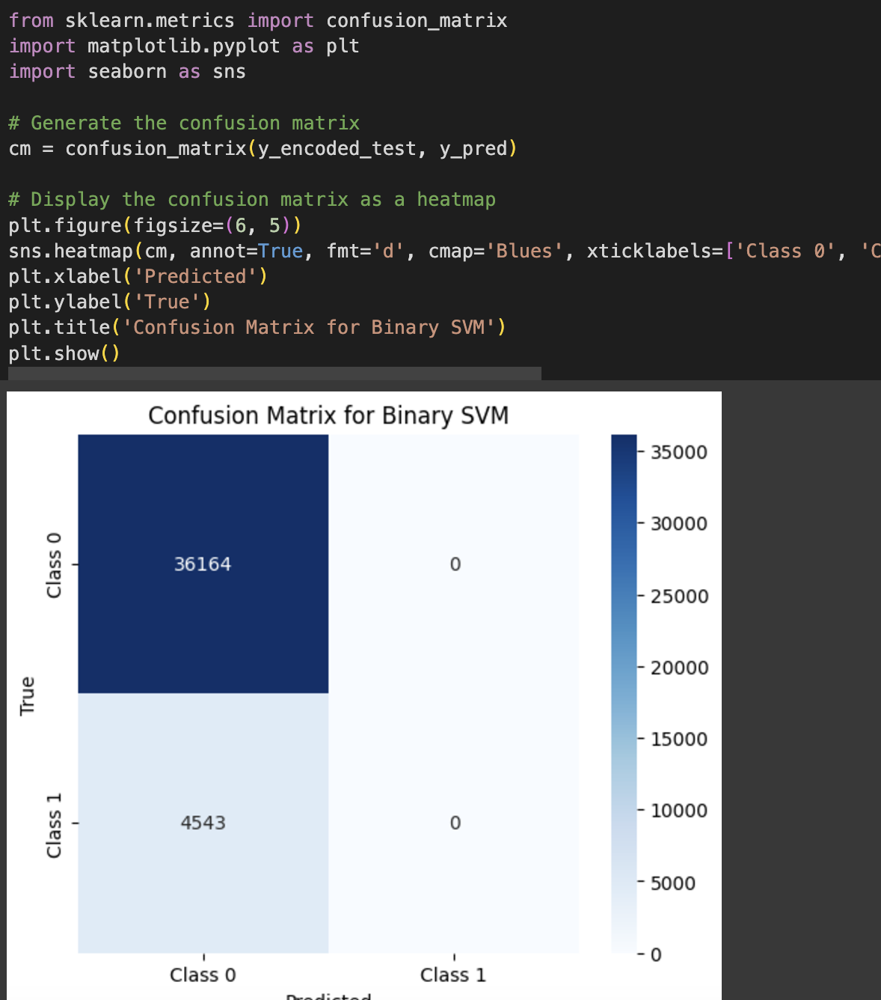 from sklearn.metrics import confusion_matrix
import matplotlib.pyplot as plt
import seaborn as sns
# Generate the confusion matrix
cm = confusion_matrix(y_encoded_test, y_pred)
# Display the confusion matrix as a heatmap
plt.figure(figsize=(6, 5))
sns.heatmap(cm, annot=True, fmt='d', cmap='Blues', xticklabels=['Class 0', 'C
plt.xlabel('Predicted')
plt.ylabel('True')
plt.title('Confusion Matrix for Binary SVM')
plt.show()
Confusion Matrix for Binary SVM
Class 0
36164
0
Class 1
4543
0
True
Class 0
Class 1
Predicted
35000
30000
25000
20000
15000
10000
5000
0